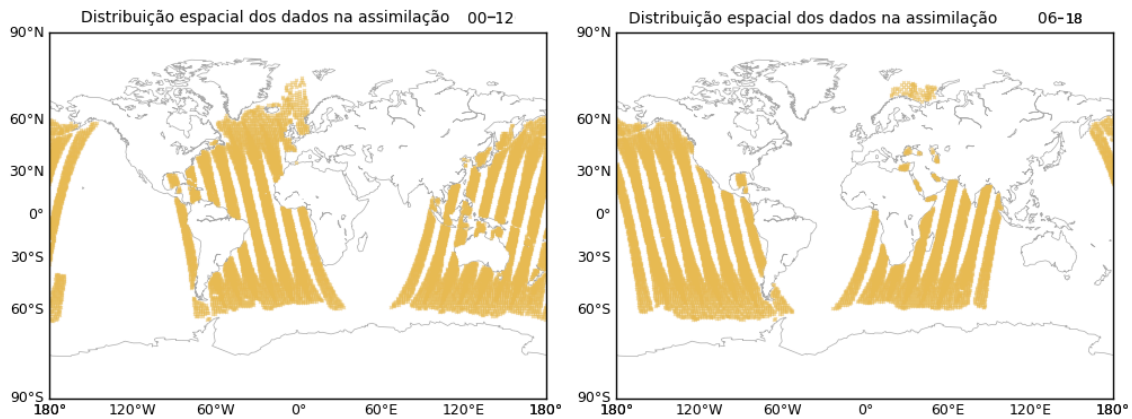 Distribuição espacial dos dados na assimilação 00-12
90°N
60°N
30°N
0°
30°S
60°S
90°S
180° 120°W 60°W 0° 60°E 120°E 180°
Distribuição espacial dos dados na assimilação 06-18
90°N
60°N
30°N
0°
30°S
60°S
90°S
180° 120°W 60°W 0° 60°E 120°E 180°